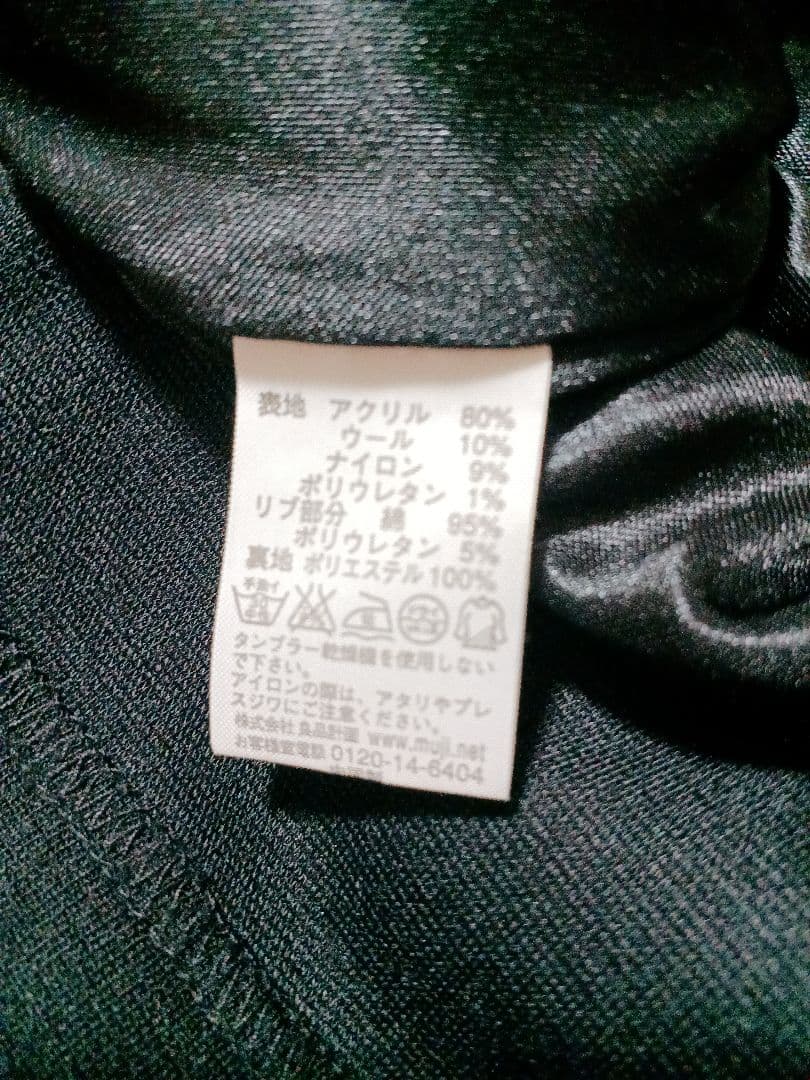 表地 アクリル 80%
ウール 10%
ナイロン 9%
ポリウレタン 1%
リブ部分 綿 95%
ポリウレタン 5%
裏地 ポリエステル 100%
手洗イ
タンブラー乾燥機を使用しない
で下さい。
アイロンの際は、アタリやプレ
スジワにご注意ください。
株式会社 良品計画 www.muji.net
お客様室電話 0120-14-6404